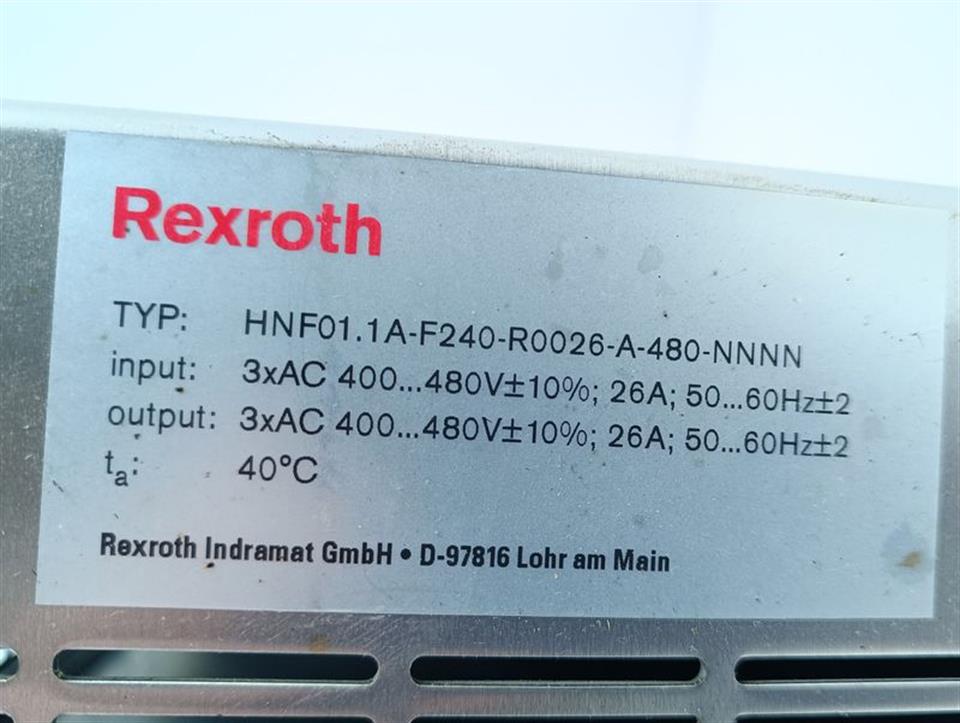 Rexroth
TYP: HNF01.1A-F240-R0026-A-480-NNNN
input: 3xAC 400...480V±10%; 26A; 50...60Hz±2
output: 3xAC 400...480V±10%; 26A; 50...60Hz±2
ta: 40°C
Rexroth Indramat GmbH • D-97816 Lohr am Main